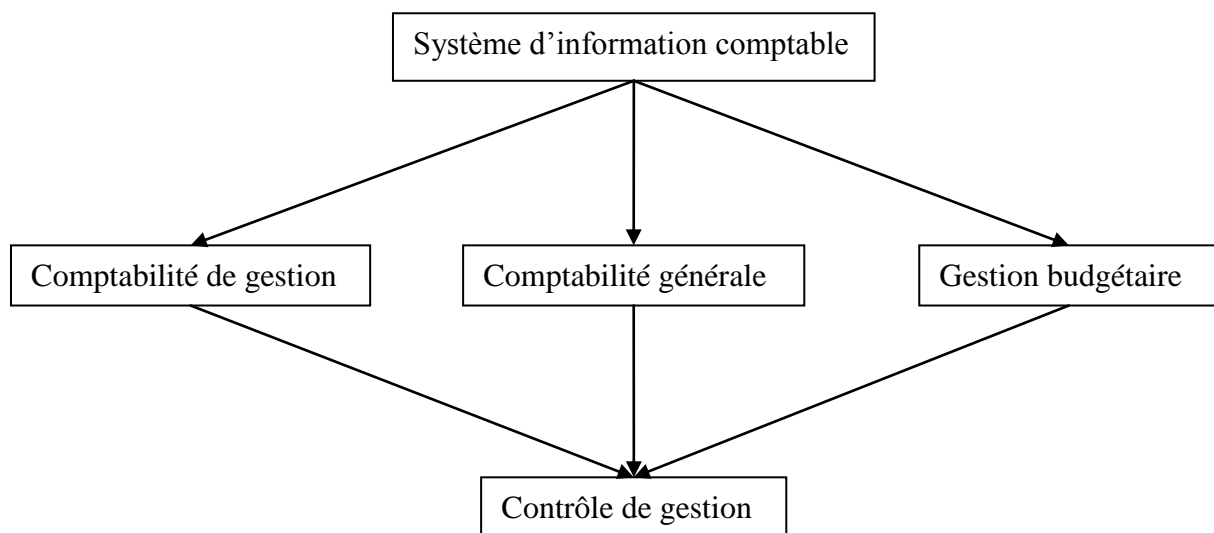 Système d’information comptable
Comptabilité de gestion
Comptabilité générale
Gestion budgétaire
Contrôle de gestion